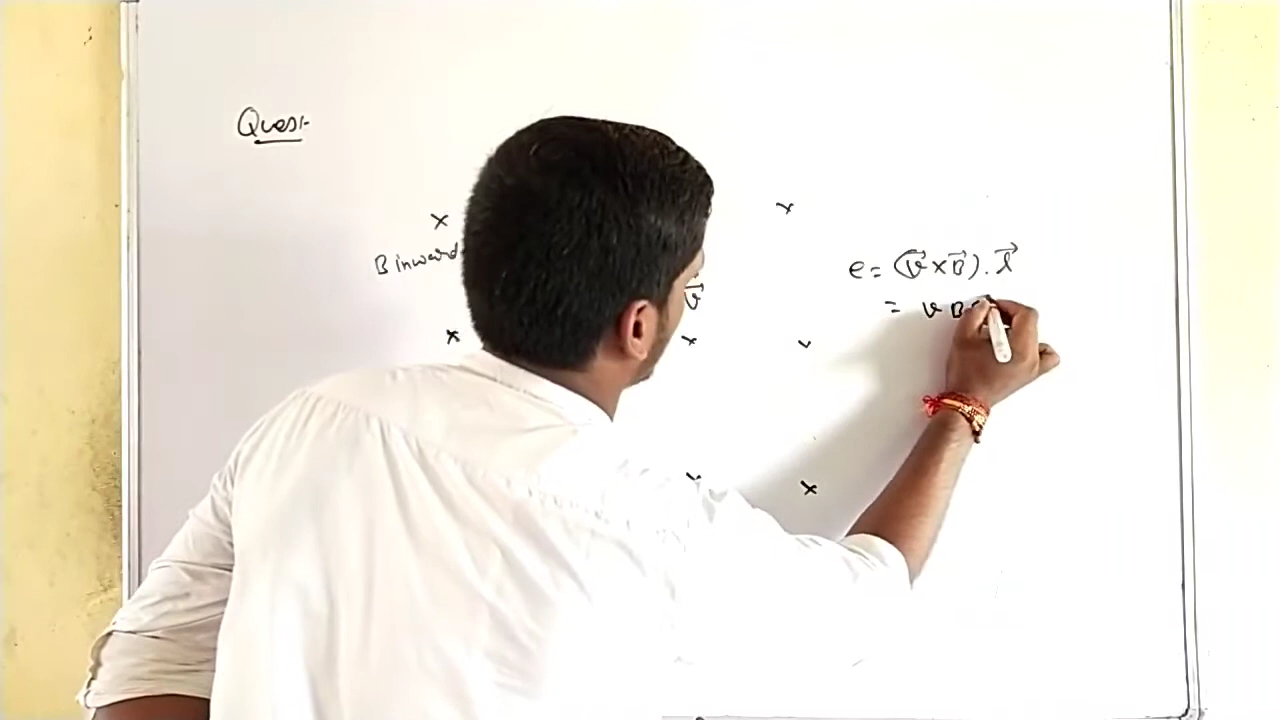 Ques:-
× ×
B inward
e = (v⃗ × B⃗) . l⃗
v⃗
= v B
× × ×
× ×